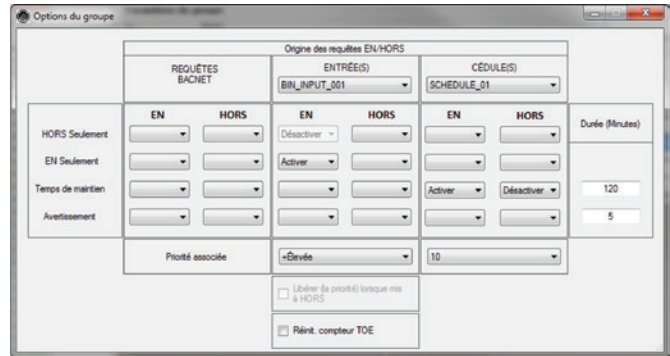 Options du groupe
Origine des requêtes EN/HORS
REQUÊTES
BACNET
ENTRÉE(S)
CÉDULE(S)
BIN_INPUT_001
SCHEDULE_01
EN HORS EN HORS EN HORS
Durée (Minutes)
HORS Seulement
Désactiver
EN Seulement
Activer
Temps de maintien
Activer
Désactiver
120
Avertissement
5
Priorité associée
+Élevée
10
Libérer (la priorité) lorsque mis
à HORS
Réinit. compteur TOE